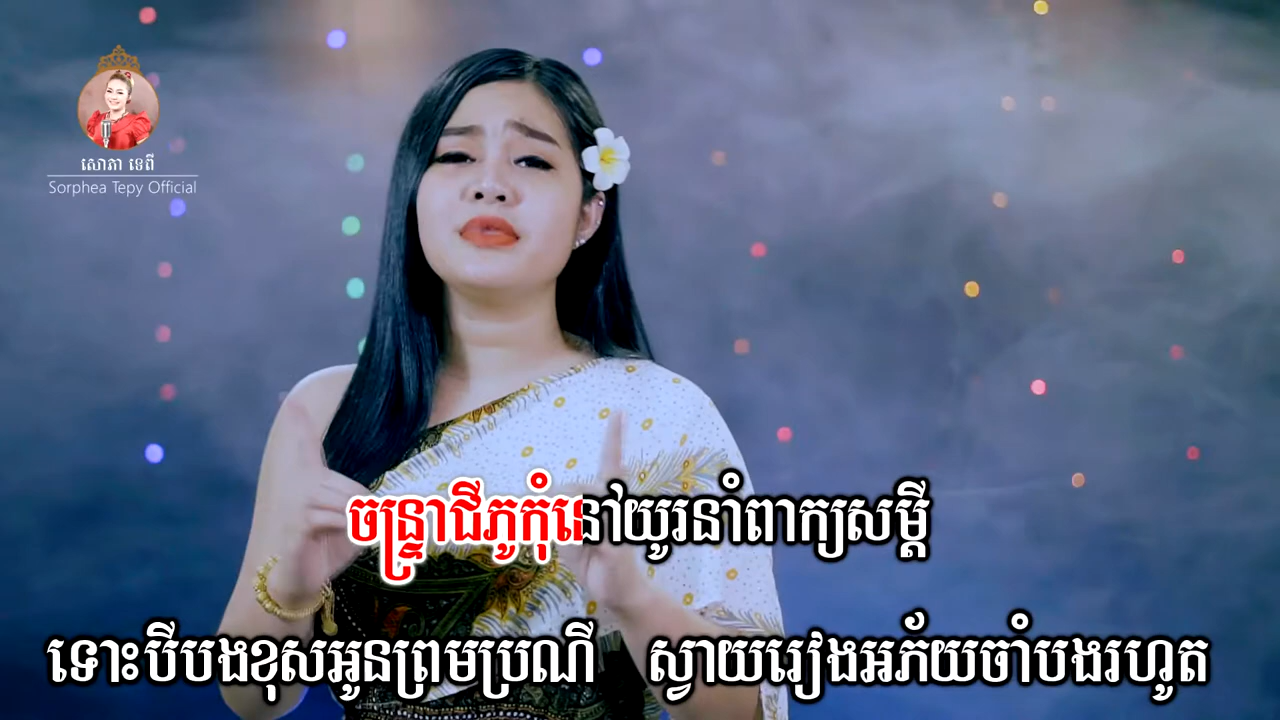 សោភា ទេពី
Sorphea Tepy Official
ចន្ទ្រាជីភូកុំនៅយូរនាំពាក្យសម្ដី
ទោះបីបងខុសអូនព្រមប្រណី ស្វាយរៀងអភ័យចាំបងរហូត